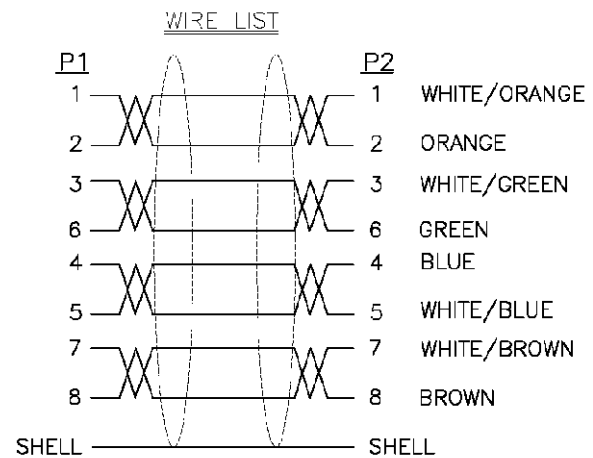 WIRE LIST
P1 P2
1 1 WHITE/ORANGE
2 2 ORANGE
3 3 WHITE/GREEN
6 6 GREEN
4 4 BLUE
5 5 WHITE/BLUE
7 7 WHITE/BROWN
8 8 BROWN
SHELL SHELL